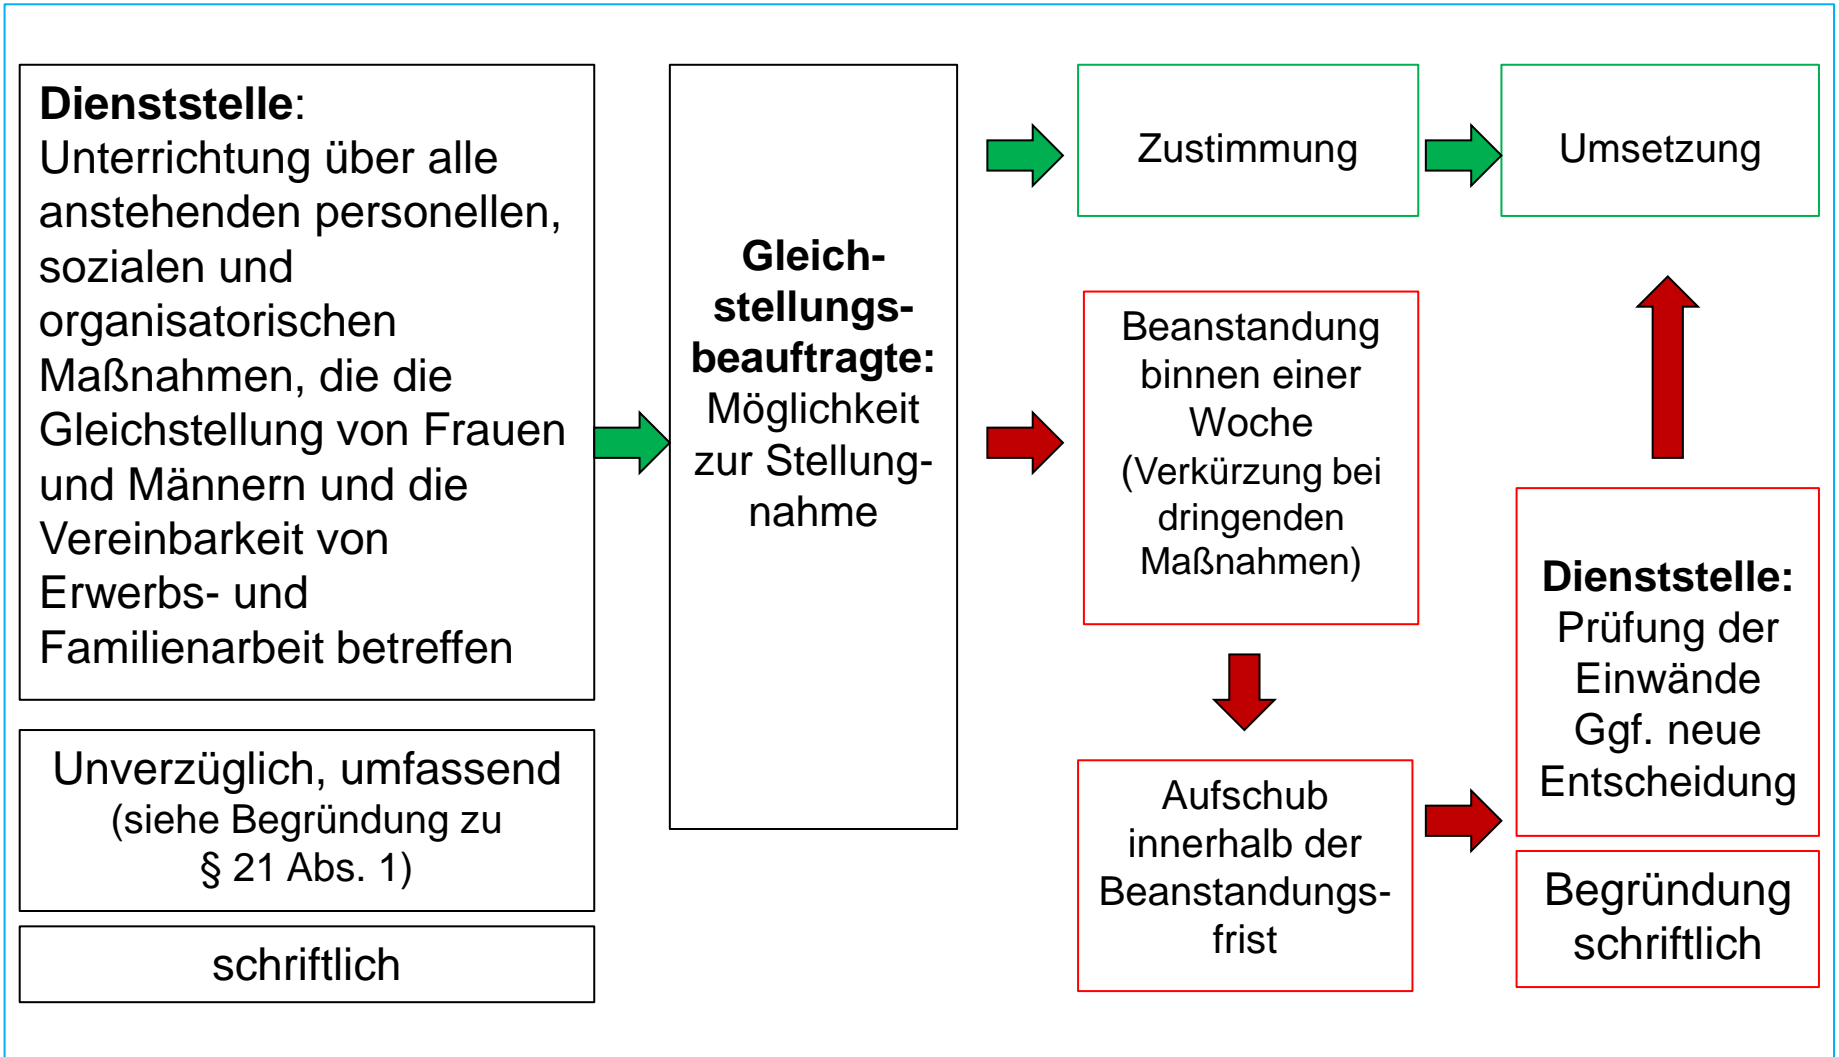 Dienststelle:
Unterrichtung über alle
anstehenden personellen,
sozialen und
organisatorischen
Maßnahmen, die die
Gleichstellung von Frauen
und Männern und die
Vereinbarkeit von
Erwerbs- und
Familienarbeit betreffen
Unverzüglich, umfassend
(siehe Begründung zu
§ 21 Abs. 1)
schriftlich
Gleich-
stellungs-
beauftragte:
Möglichkeit
zur Stellung-
nahme
Zustimmung
Umsetzung
Beanstandung
binnen einer
Woche
(Verkürzung bei
dringenden
Maßnahmen)
Aufschub
innerhalb der
Beanstandungs-
frist
Dienststelle:
Prüfung der
Einwände
Ggf. neue
Entscheidung
Begründung
schriftlich